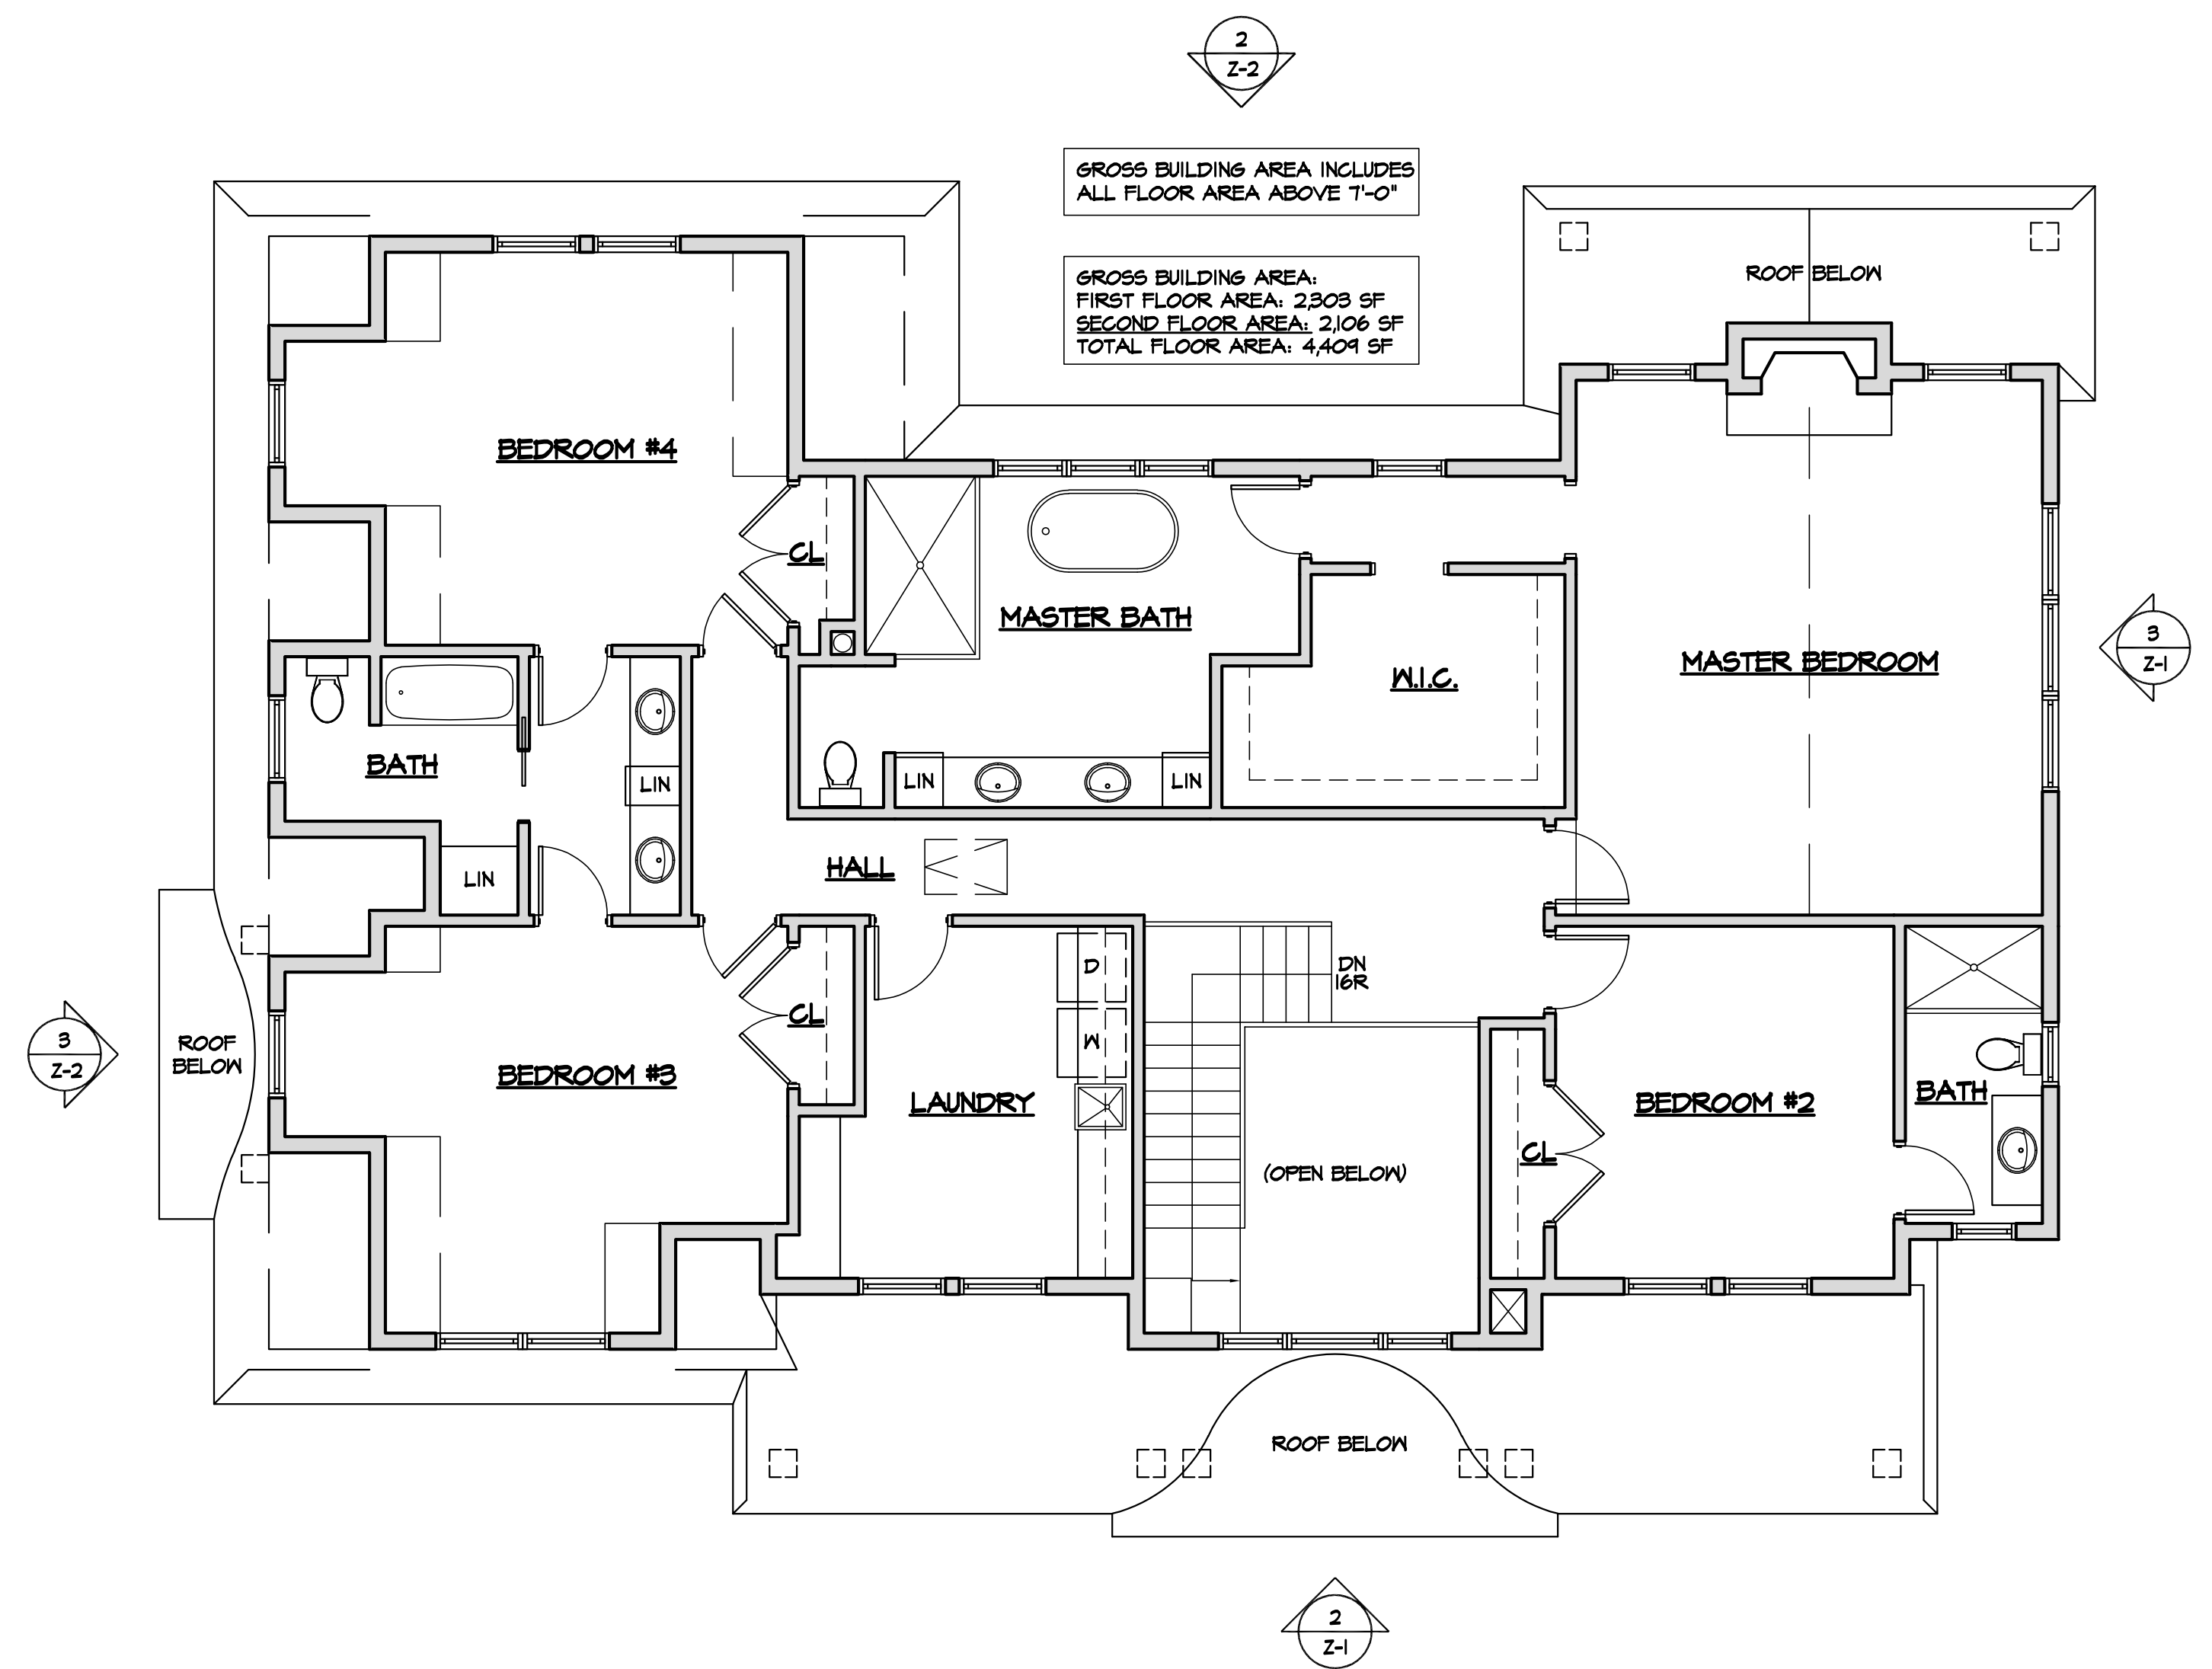 2
Z-2
GROSS BUILDING AREA INCLUDES
ALL FLOOR AREA ABOVE 7'-0"
GROSS BUILDING AREA:
FIRST FLOOR AREA: 2,303 SF
SECOND FLOOR AREA: 2,106 SF
TOTAL FLOOR AREA: 4,409 SF
ROOF BELOW
BEDROOM #4
CL
MASTER BATH
W.I.C.
MASTER BEDROOM
3
Z-1
BATH
LIN
LIN
LIN
LIN
HALL
DN
16R
D
W
3
Z-2
ROOF
BELOW
BEDROOM #3
CL
LAUNDRY
(OPEN BELOW)
CL
BEDROOM #2
BATH
ROOF BELOW
2
Z-1